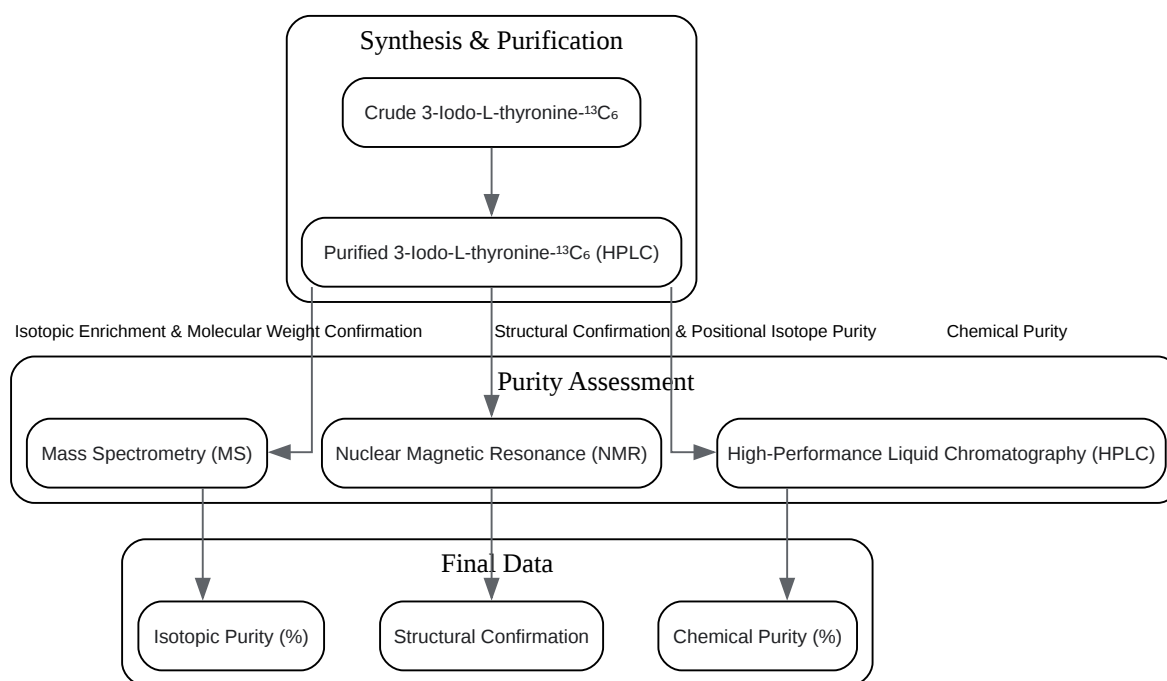 Synthesis & Purification
Crude 3-Iodo-L-thyronine-¹³C₆
Purified 3-Iodo-L-thyronine-¹³C₆ (HPLC)
Isotopic Enrichment & Molecular Weight Confirmation
Structural Confirmation & Positional Isotope Purity
Chemical Purity
Purity Assessment
Mass Spectrometry (MS)
Nuclear Magnetic Resonance (NMR)
High-Performance Liquid Chromatography (HPLC)
Final Data
Isotopic Purity (%)
Structural Confirmation
Chemical Purity (%)